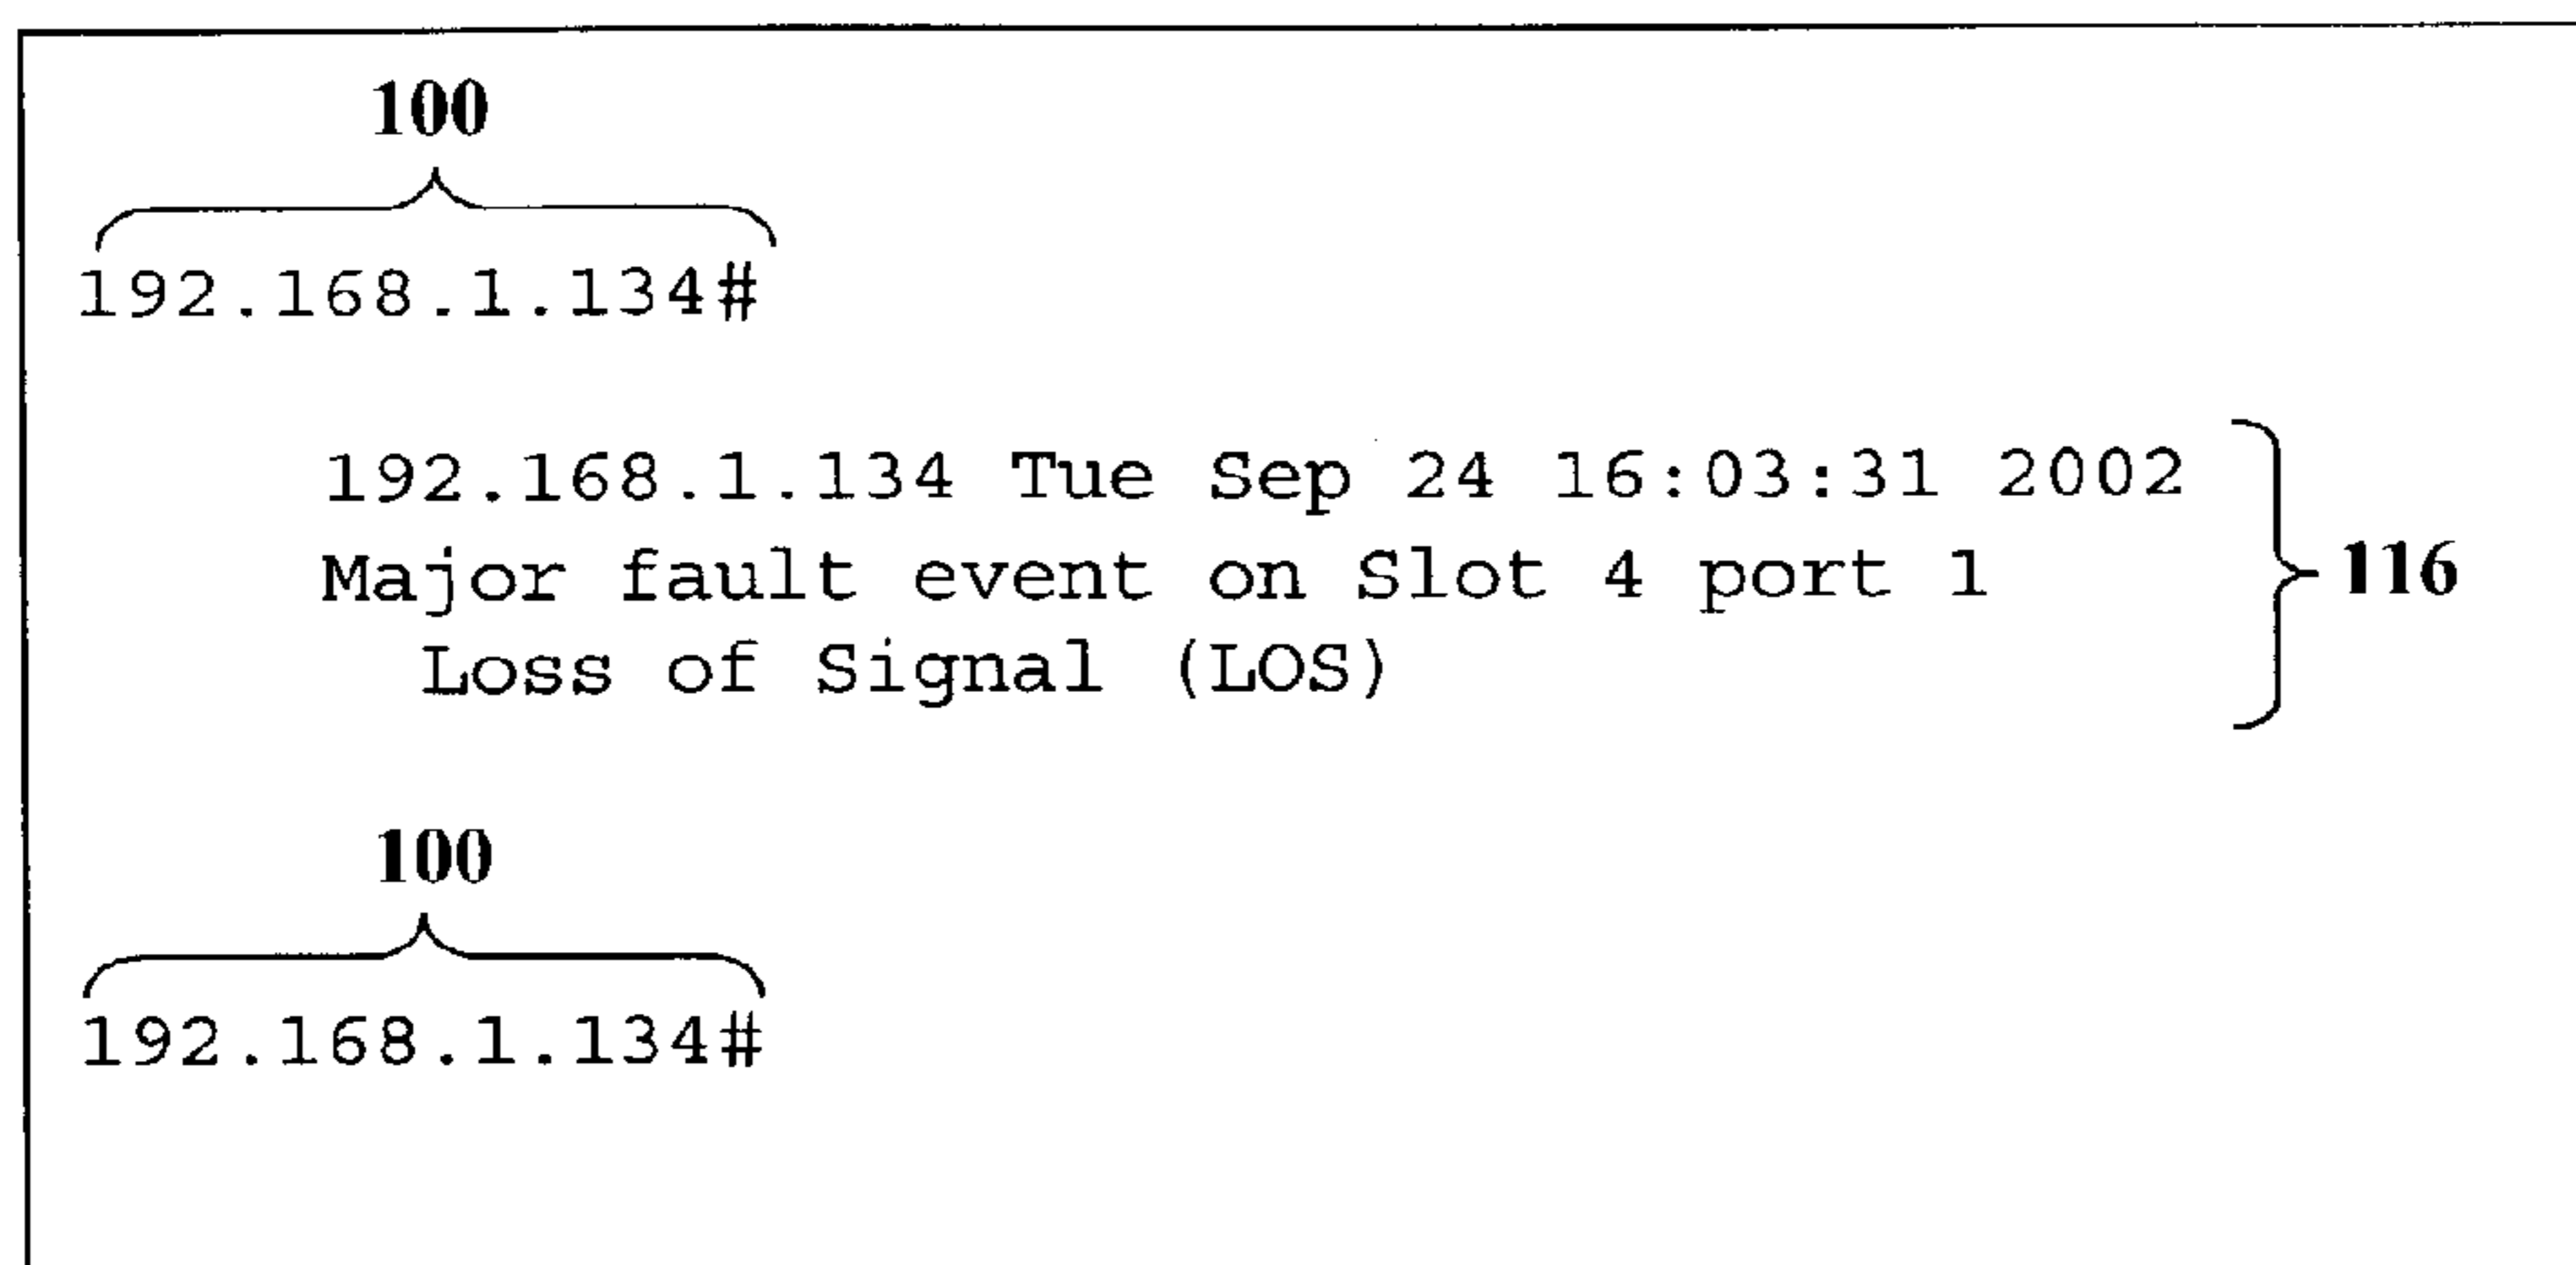 100
192.168.1.134#
192.168.1.134 Tue Sep 24 16:03:31 2002
Major fault event on Slot 4 port 1
Loss of Signal (LOS)
116
100
192.168.1.134#